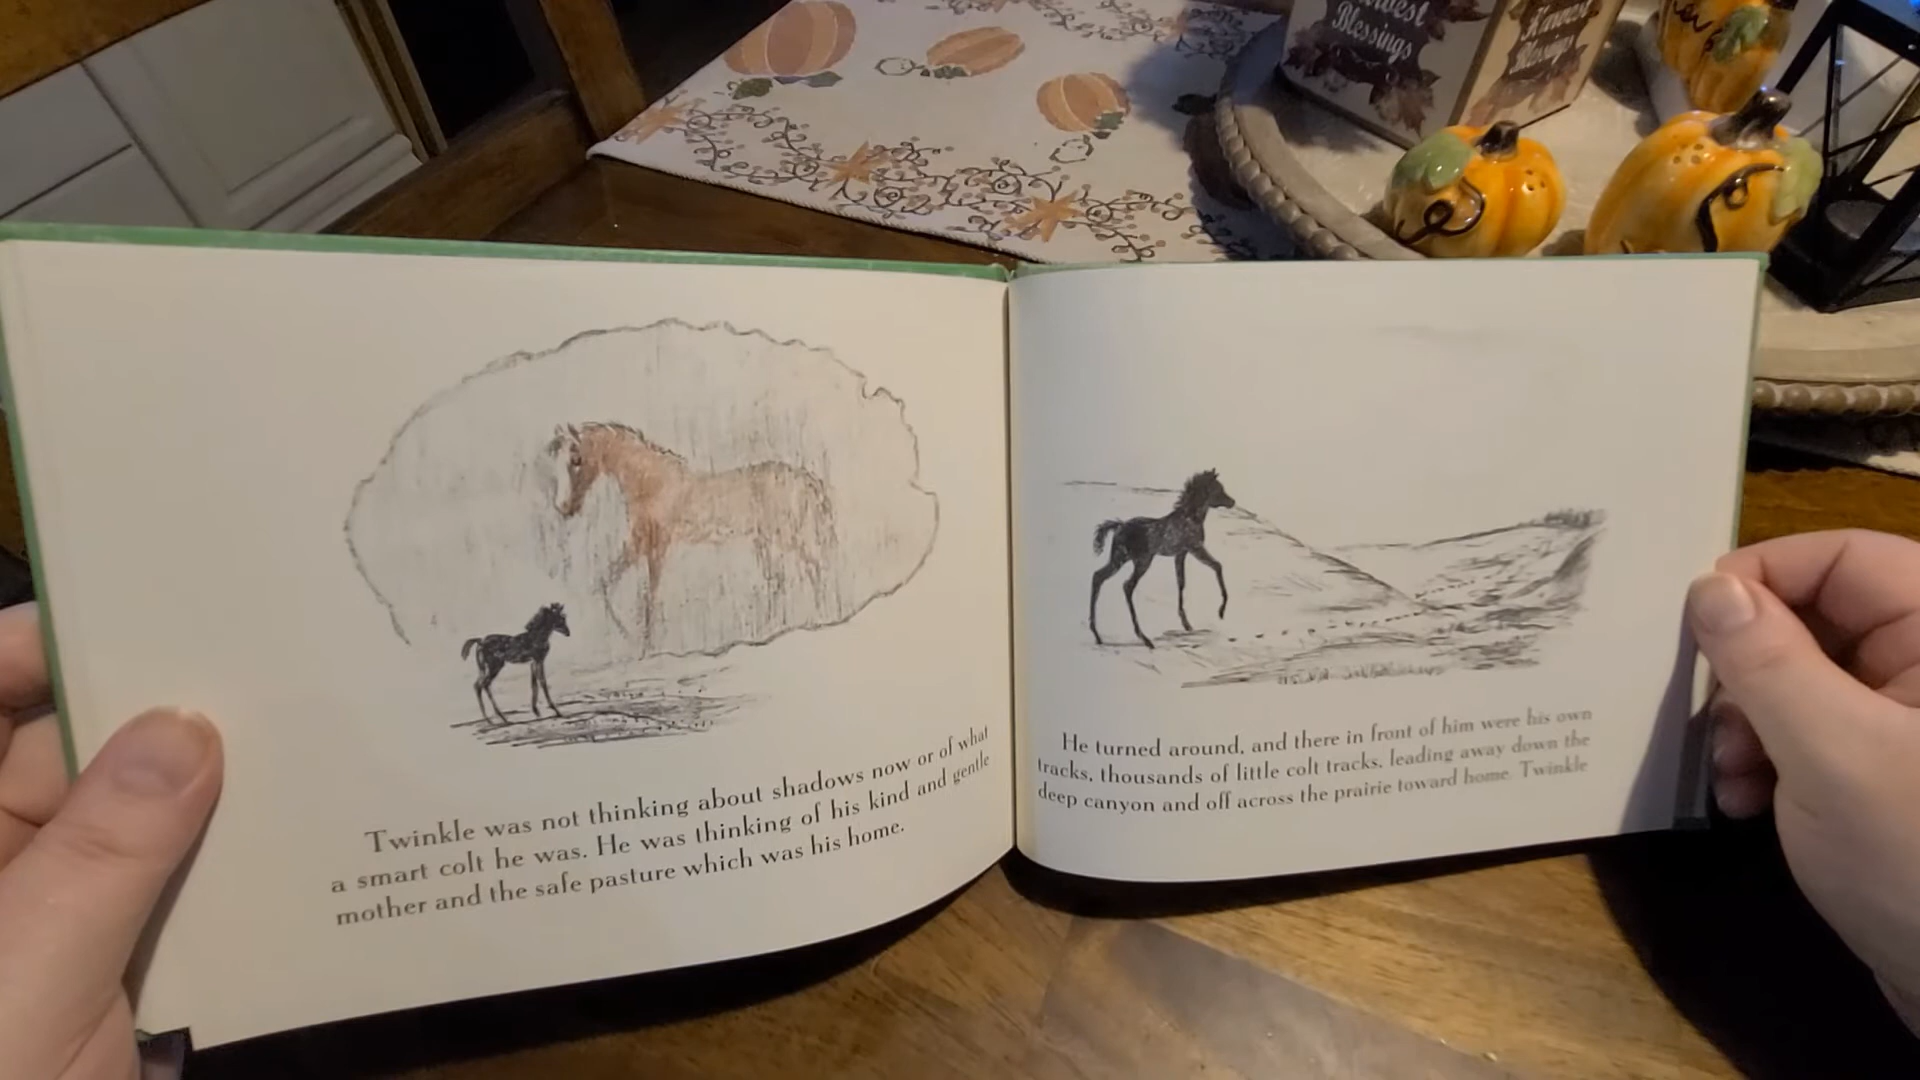 Harvest
Blessings
Harvest
Blessings
Twinkle was not thinking about shadows now or of what
a smart colt he was. He was thinking of his kind and gentle
mother and the safe pasture which was his home.
He turned around, and there in front of him were his own
tracks, thousands of little colt tracks, leading away down the
deep canyon and off across the prairie toward home. Twinkle